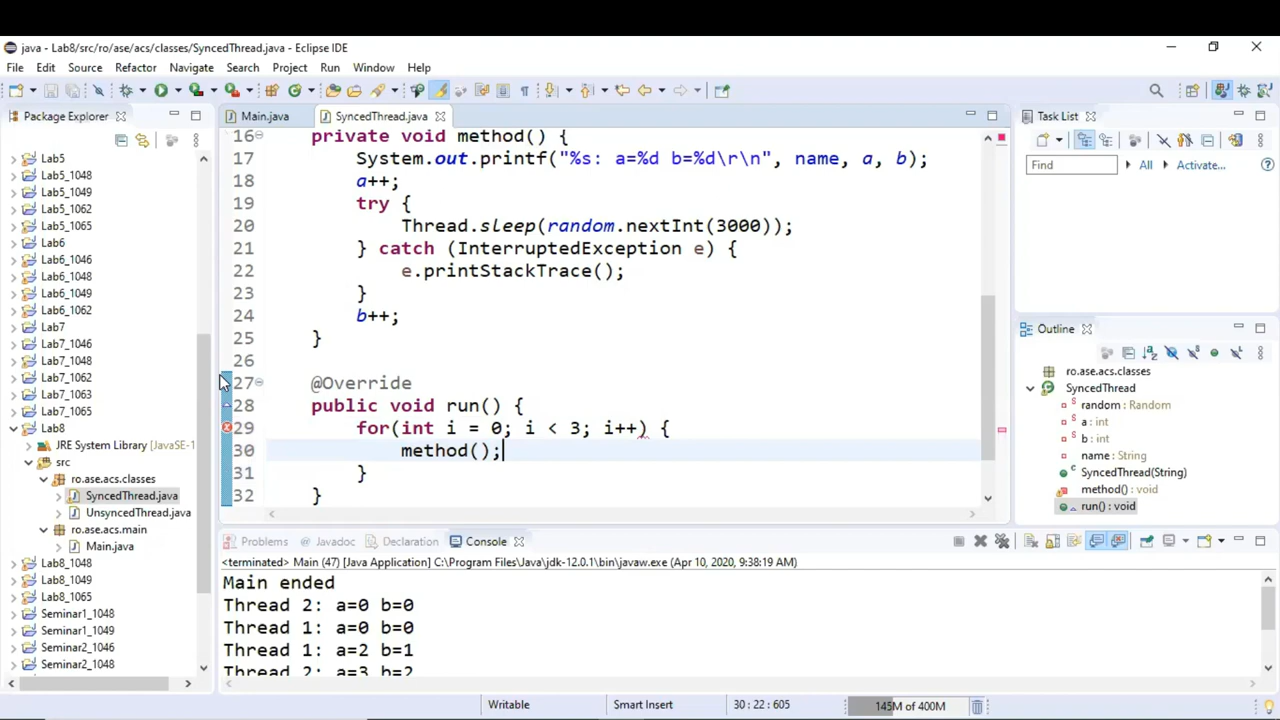 java - Lab8/src/ro/ase/acs/classes/SyncedThread.java - Eclipse IDE
File Edit Source Refactor Navigate Search Project Run Window Help
Package Explorer
Lab5
Lab5_1048
Lab5_1049
Lab5_1062
Lab5_1065
Lab6
Lab6_1046
Lab6_1048
Lab6_1049
Lab6_1062
Lab7
Lab7_1046
Lab7_1048
Lab7_1062
Lab7_1063
Lab7_1065
Lab8
JRE System Library [JavaSE-1
src
ro.ase.acs.classes
SyncedThread.java
UnsyncedThread.java
ro.ase.acs.main
Main.java
Lab8_1048
Lab8_1049
Lab8_1065
Seminar1_1048
Seminar1_1049
Seminar2_1046
Seminar2_1048
Main.java SyncedThread.java
16 private void method() {
17 System.out.printf("%s: a=%d b=%d\r\n", name, a, b);
18 a++;
19 try {
20 Thread.sleep(random.nextInt(3000));
21 } catch (InterruptedException e) {
22 e.printStackTrace();
23 }
24 b++;
25 }
26
27 @Override
28 public void run() {
29 for(int i = 0; i < 3; i++) {
30 method();
31 }
32 }
Task List
Find All Activate...
Outline
ro.ase.acs.classes
SyncedThread
random : Random
a : int
b : int
name : String
SyncedThread(String)
method() : void
run() : void
Problems Javadoc Declaration Console
<terminated> Main (47) [Java Application] C:\Program Files\Java\jdk-12.0.1\bin\javaw.exe (Apr 10, 2020, 9:38:19 AM)
Main ended
Thread 2: a=0 b=0
Thread 1: a=0 b=0
Thread 1: a=2 b=1
Thread 2: a=3 b=2
Writable Smart Insert 30 : 22 : 605 145M of 400M